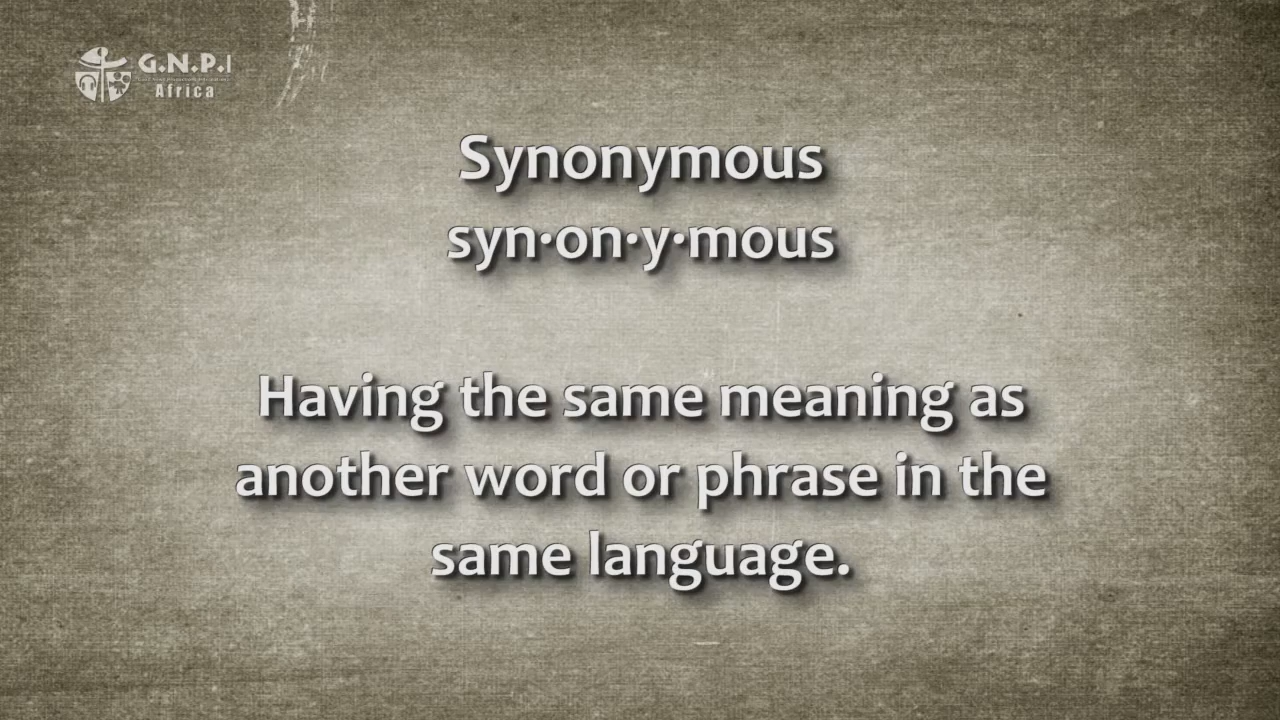 G.N.P.I
Africa
Synonymous
syn·on·y·mous
Having the same meaning as
another word or phrase in the
same language.